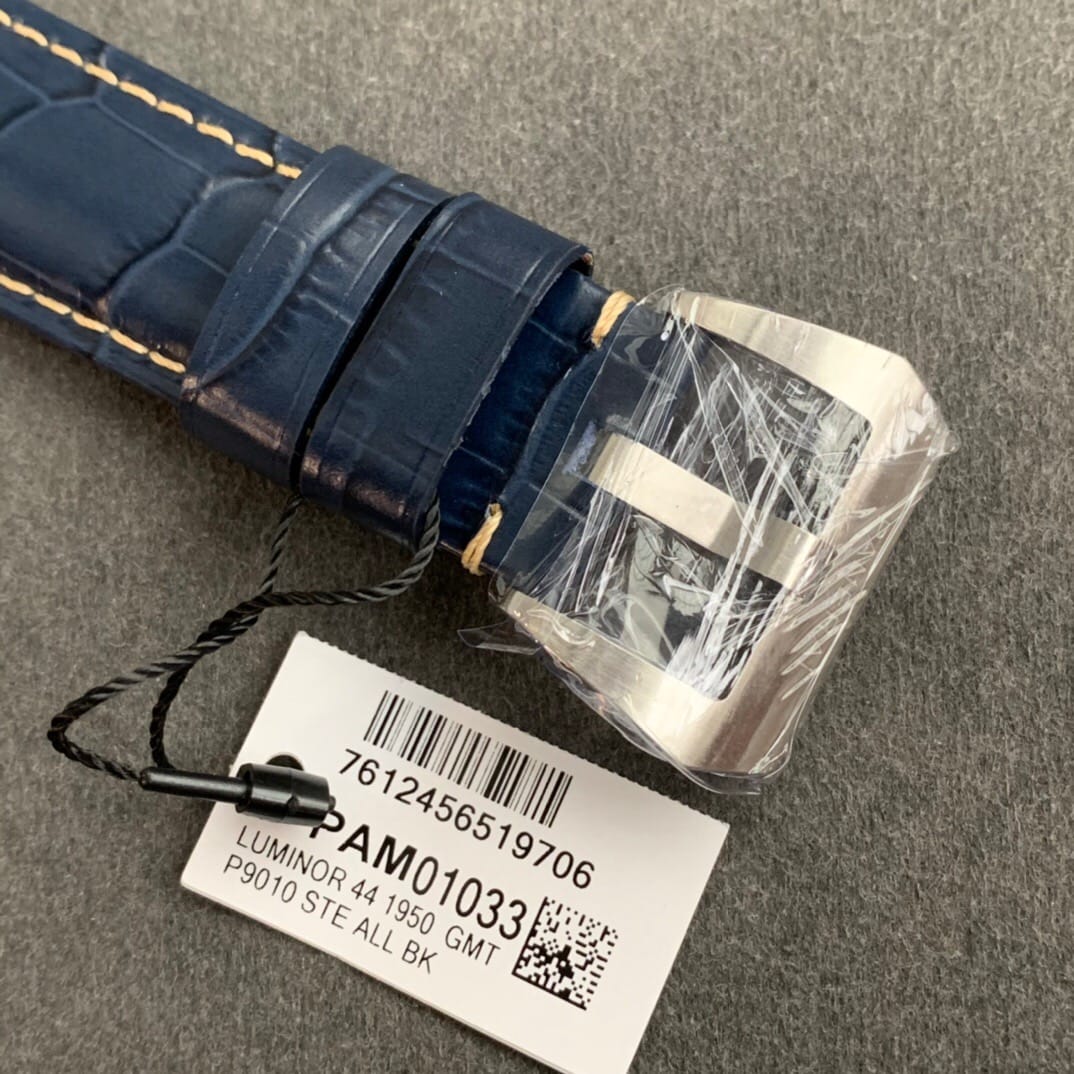 7612456519706
PAM01033
LUMINOR 44 1950 GMT
P9010 STE ALL BK